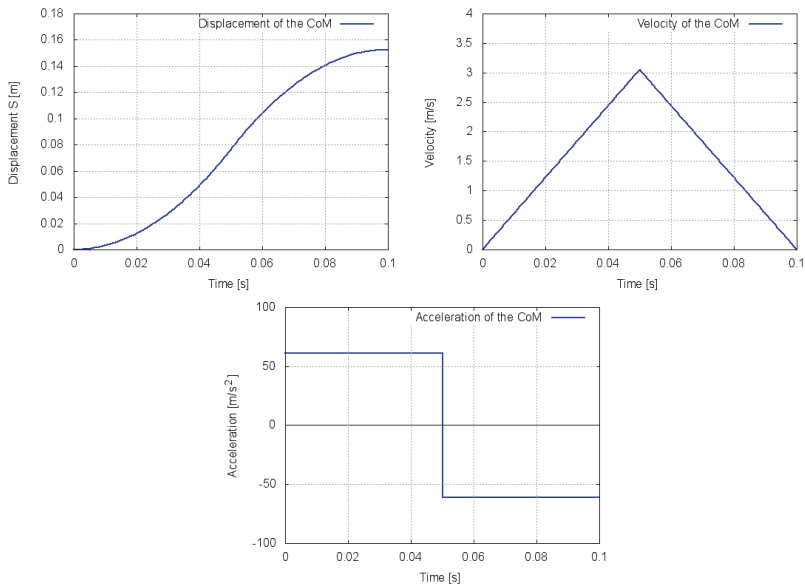 Displacement of the CoM
0.18
0.16
0.14
0.12
0.1
0.08
0.06
0.04
0.02
0
Displacement S [m]
0 0.02 0.04 0.06 0.08 0.1
Time [s]
Velocity of the CoM
4
3.5
3
2.5
2
1.5
1
0.5
0
Velocity [m/s]
0 0.02 0.04 0.06 0.08 0.1
Time [s]
Acceleration of the CoM
100
50
0
-50
-100
Acceleration [m/s²]
0 0.02 0.04 0.06 0.08 0.1
Time [s]